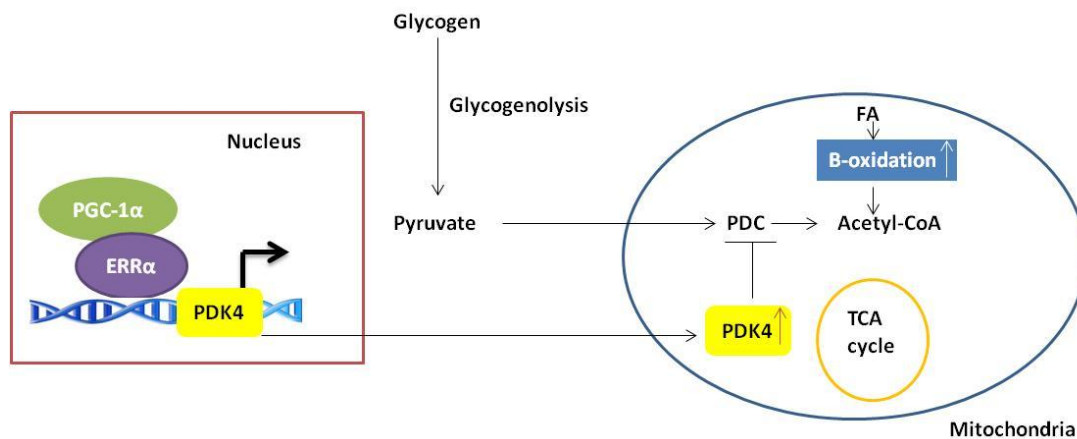 Glycogen
Glycogenolysis
Nucleus
PGC-1α
ERRα
PDK4
Pyruvate
FA
B-oxidation
PDC
Acetyl-CoA
PDK4
TCA
cycle
Mitochondria